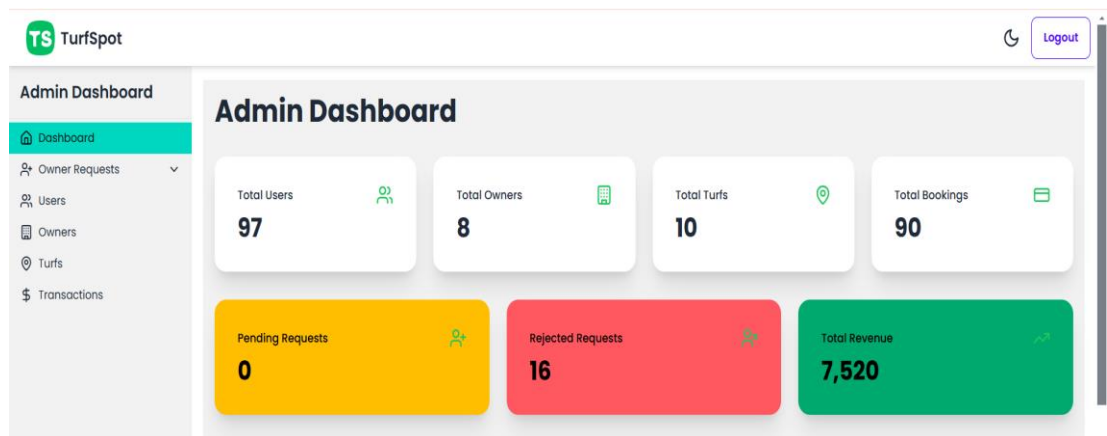 TS TurfSpot
Logout
Admin Dashboard
Dashboard
Owner Requests
Users
Owners
Turfs
Transactions
Admin Dashboard
Total Users
97
Total Owners
8
Total Turfs
10
Total Bookings
90
Pending Requests
0
Rejected Requests
16
Total Revenue
7,520